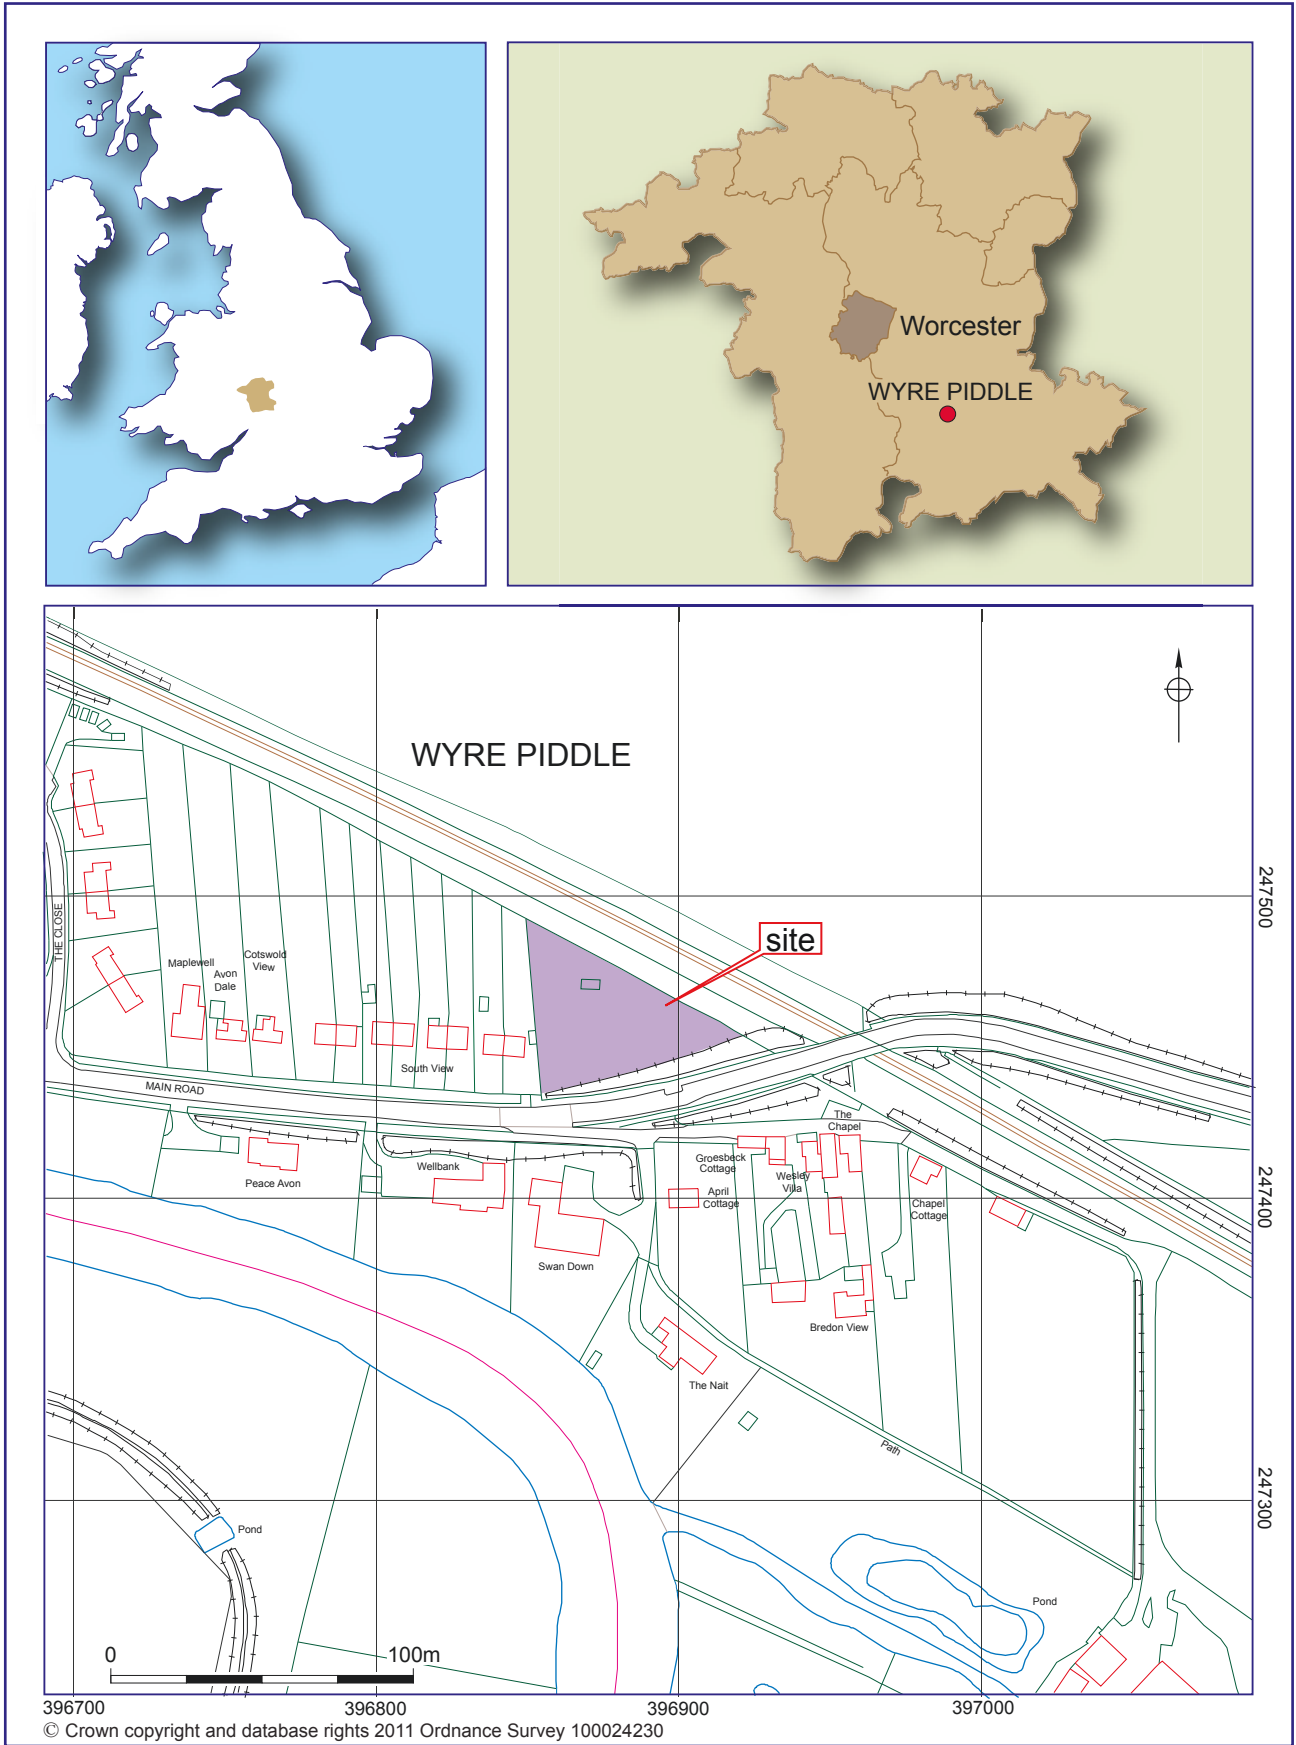 Worcester
WYRE PIDDLE
WYRE PIDDLE
site
247500
THE CLOSE
Maplewell
Avon
Dale
Cotswold
View
South View
MAIN ROAD
The
Chapel
Groesbeck
Cottage
Wesley
Villa
Wellbank
Peace Avon
April
Cottage
Chapel
Cottage
247400
Swan Down
Bredon View
The Nait
Path
247300
Pond
Pond
0
100m
396700
396800
396900
397000
© Crown copyright and database rights 2011 Ordnance Survey 100024230